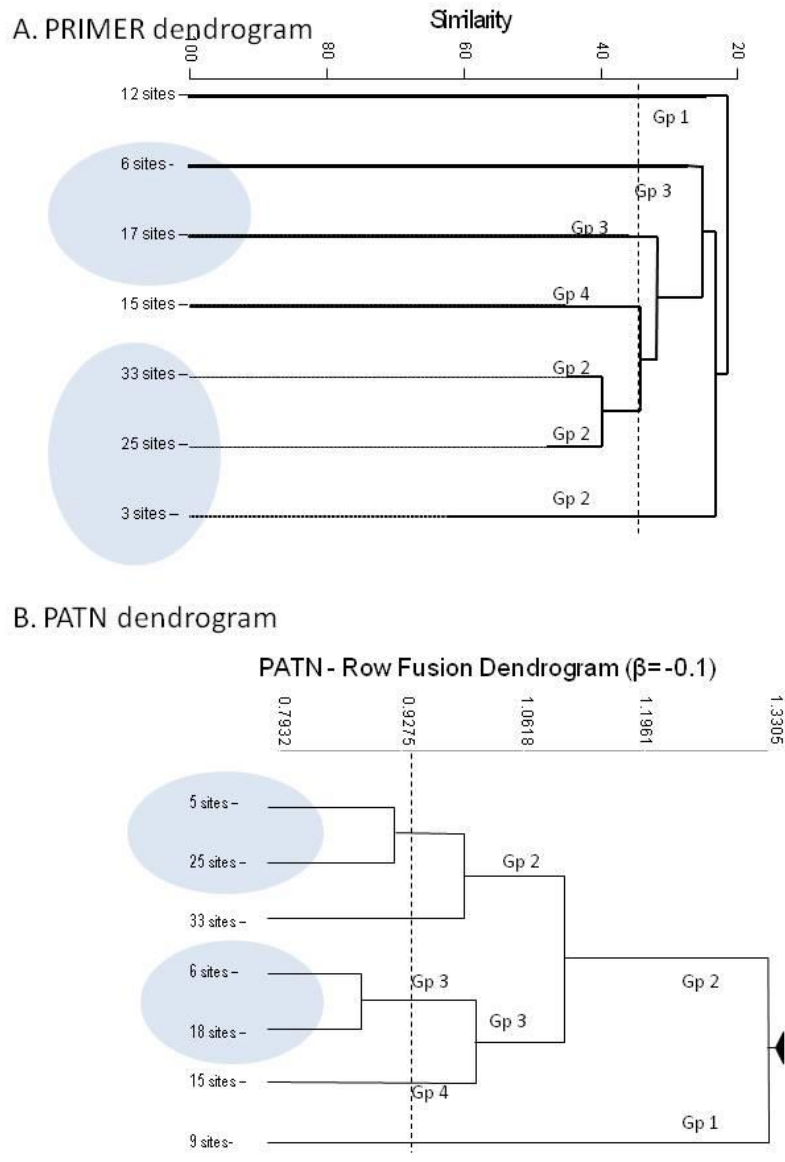 A. PRIMER dendrogram
Similarity
100 80 60 40 20
12 sites –
Gp 1
6 sites -
Gp 3
17 sites –
Gp 3
15 sites –
Gp 4
33 sites –
Gp 2
25 sites –
Gp 2
3 sites –
Gp 2
B. PATN dendrogram
PATN - Row Fusion Dendrogram (β=-0.1)
0.7932 0.9275 1.0618 1.1961 1.3305
5 sites –
25 sites –
Gp 2
33 sites –
6 sites –
Gp 3
Gp 2
18 sites –
Gp 3
15 sites –
Gp 4
9 sites-
Gp 1